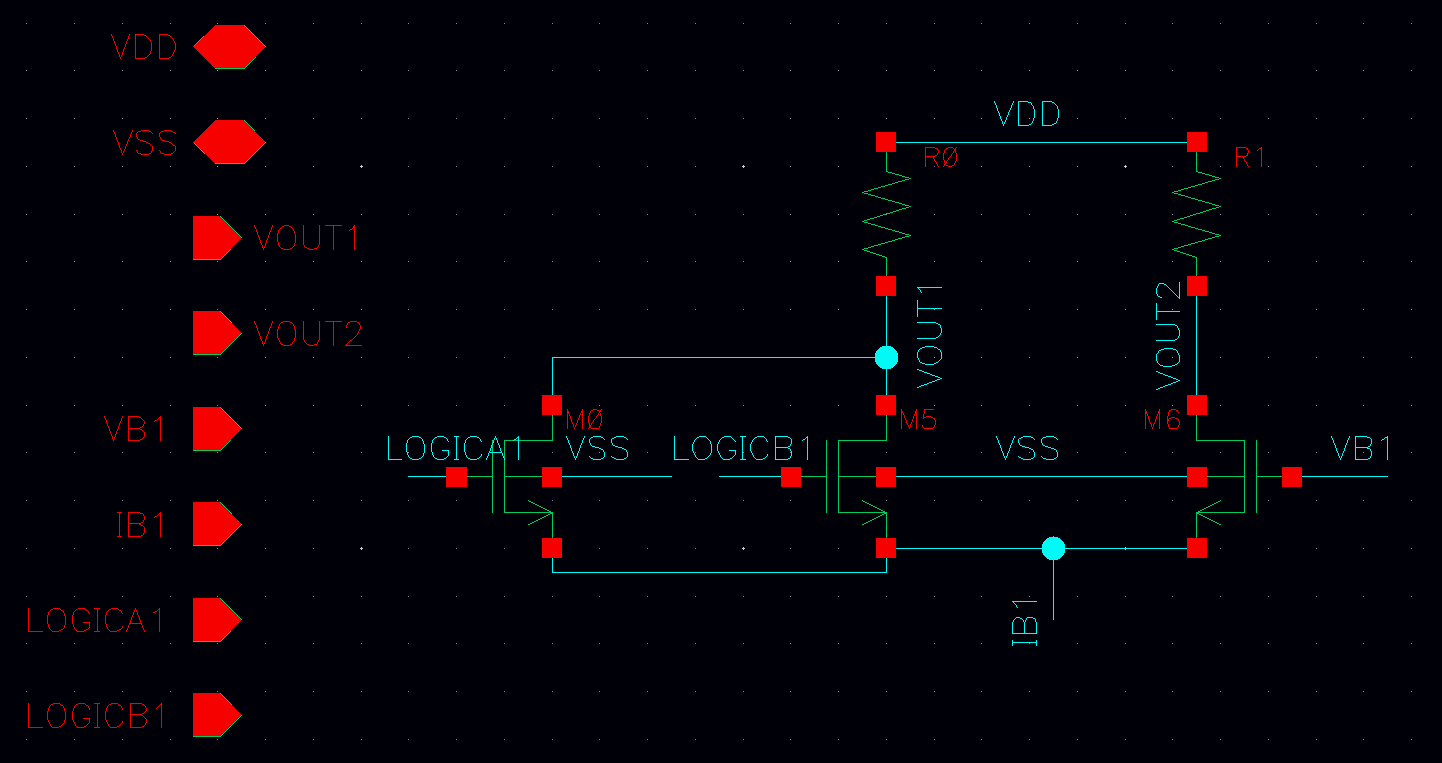 VDD
VSS
VOUT1
VOUT2
VB1
IB1
LOGICA1
LOGICB1
VDD
RØ
R1
VOUT1
VOUT2
MØ
M5
M6
LOGICA1
VSS
LOGICB1
VSS
VB1
IB1